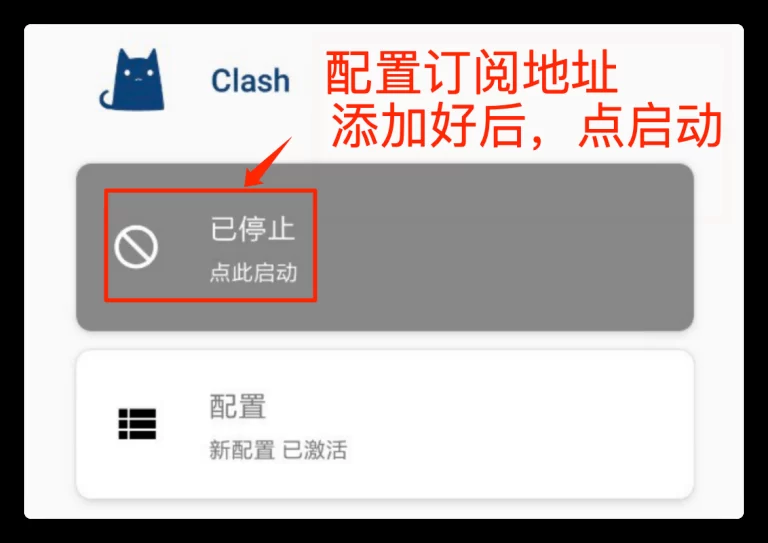 Clash
配置订阅地址
添加好后，点启动
已停止
点此启动
配置
新配置 已激活